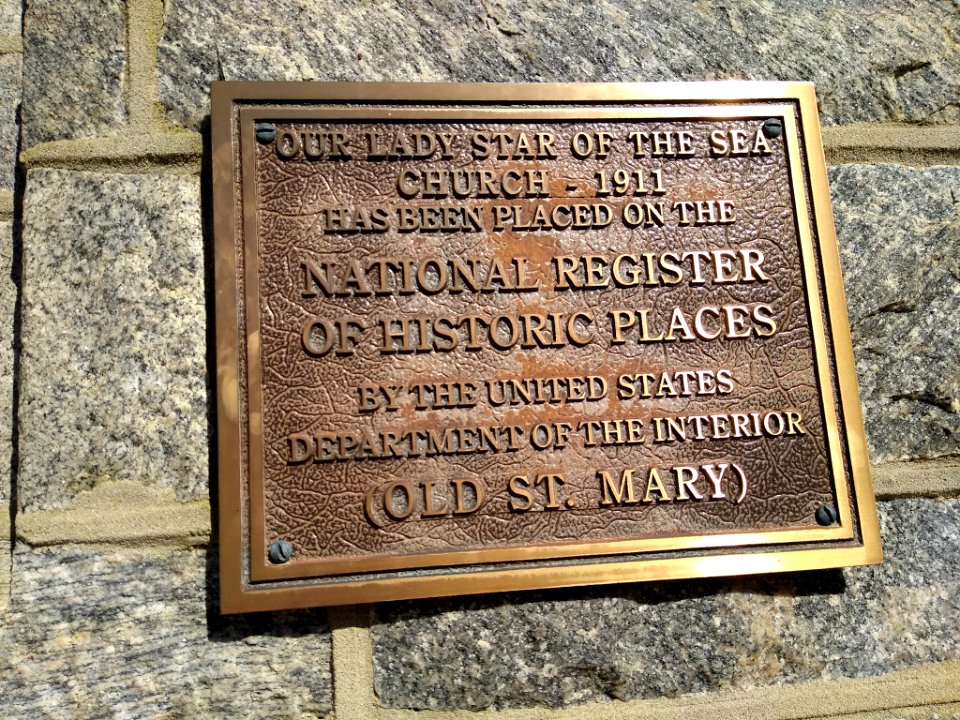 OUR LADY STAR OF THE SEA
CHURCH - 1911
HAS BEEN PLACED ON THE
NATIONAL REGISTER
OF HISTORIC PLACES
BY THE UNITED STATES
DEPARTMENT OF THE INTERIOR
(OLD ST. MARY)